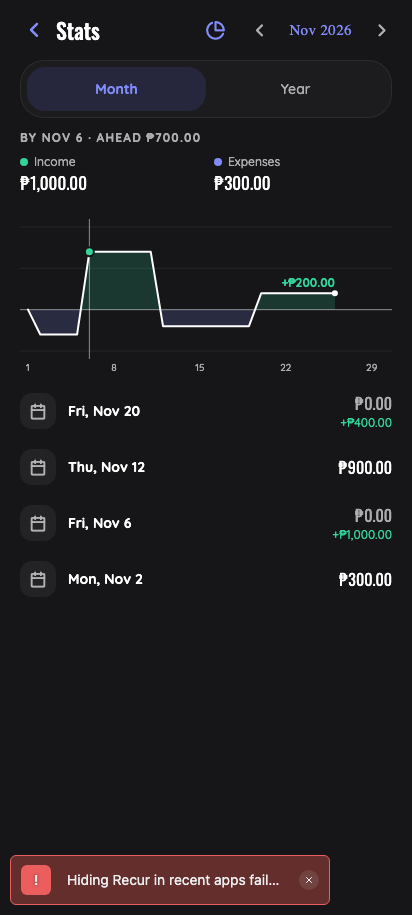 Stats
Nov 2026
Month
Year
BY NOV 6 · AHEAD ₱700.00
Income
Expenses
₱1,000.00
₱300.00
+₱200.00
1
8
15
22
29
Fri, Nov 20
₱0.00
+₱400.00
Thu, Nov 12
₱900.00
Fri, Nov 6
₱0.00
+₱1,000.00
Mon, Nov 2
₱300.00
! Hiding Recur in recent apps fail...